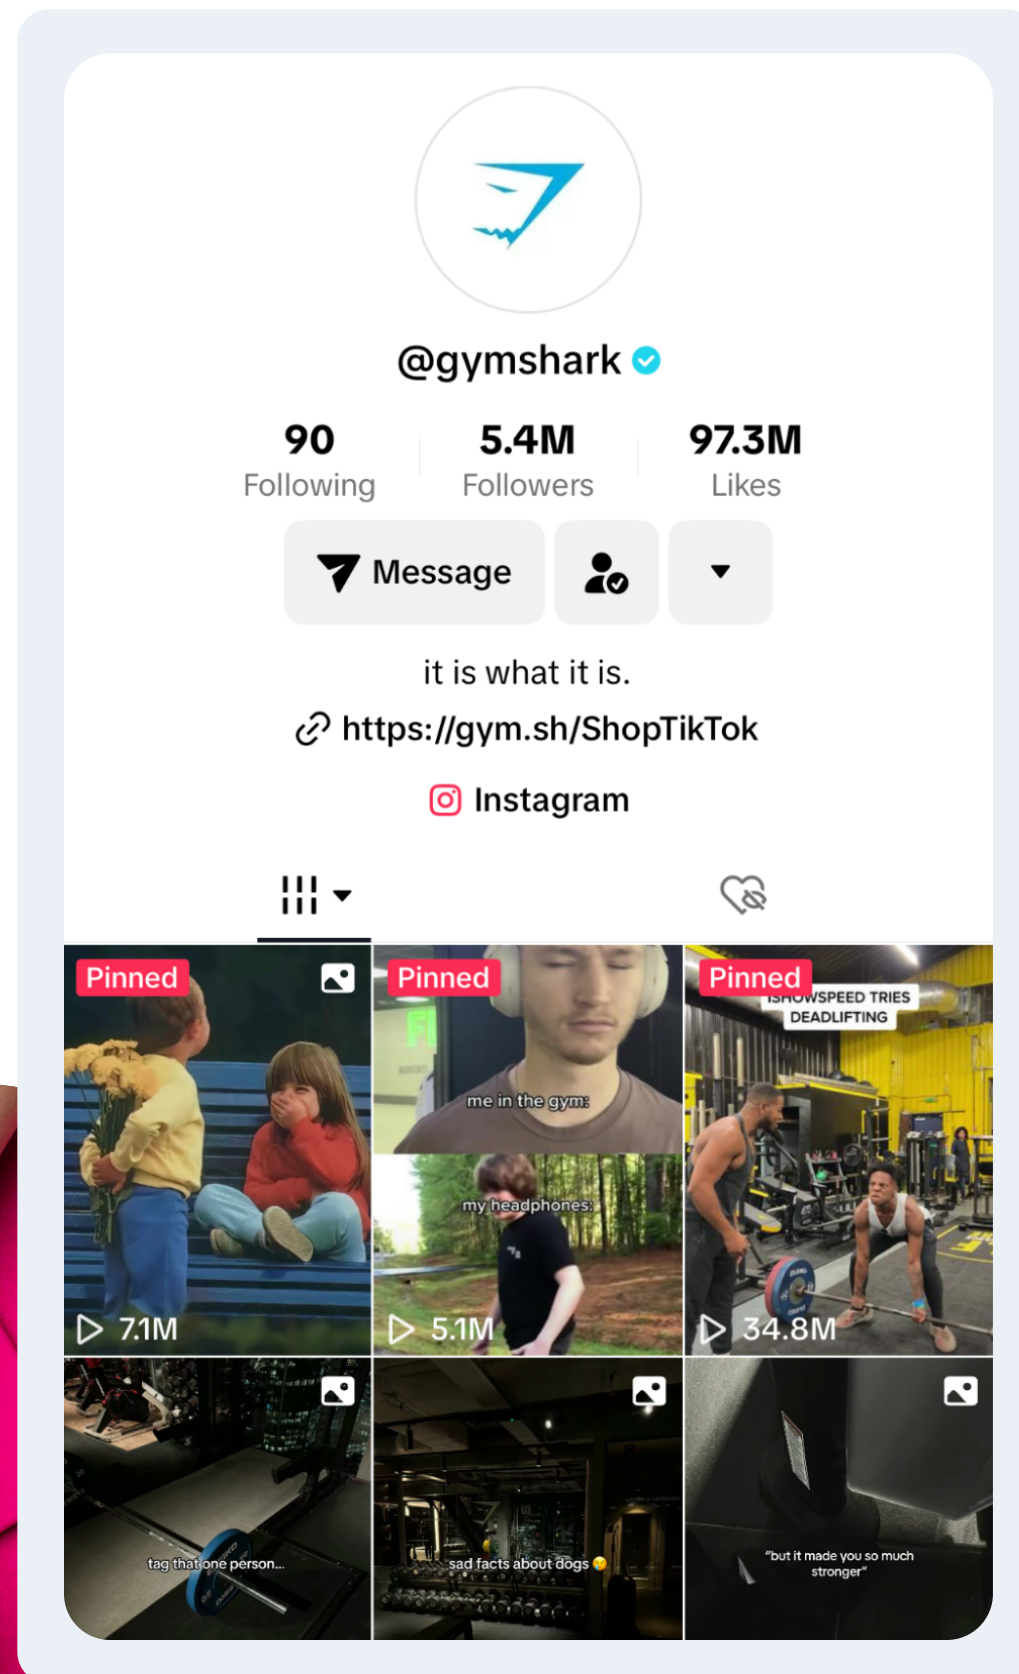 @gymshark
90
5.4M
97.3M
Following
Followers
Likes
Message
it is what it is.
https://gym.sh/ShopTikTok
Instagram
Pinned
Pinned
Pinned
ISHOWSPEED TRIES
DEADLIFTING
me in the gym:
my headphones:
7.1M
5.1M
34.8M
tag that one person...
sad facts about dogs 😢
"but it made you so much
stronger"